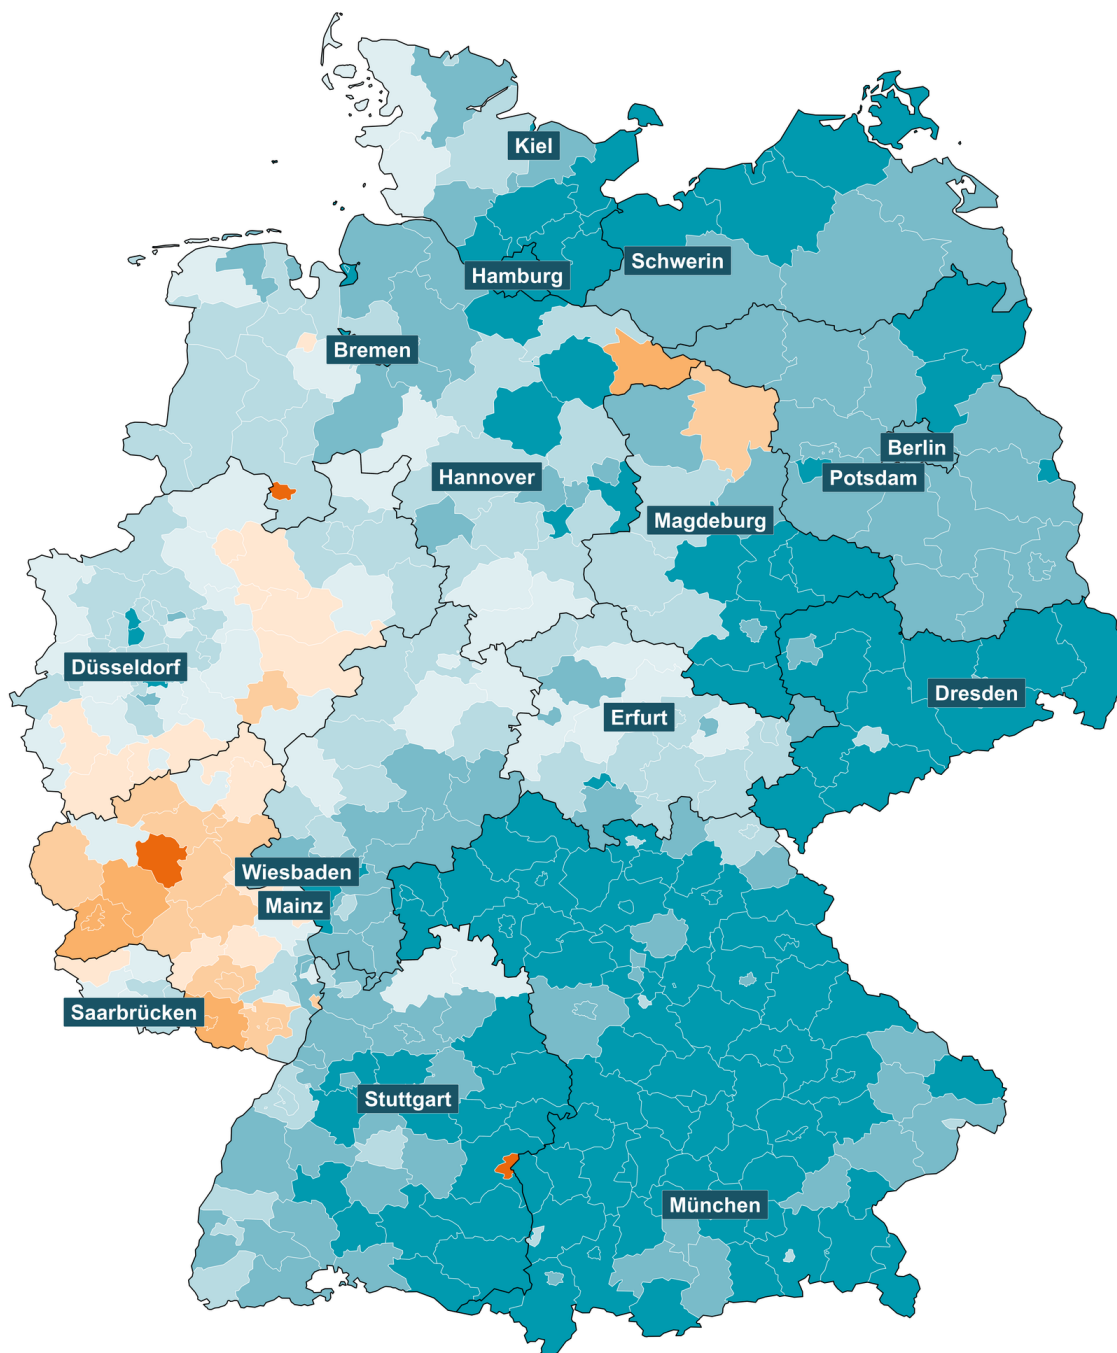 Kiel
Schwerin
Hamburg
Bremen
Berlin
Hannover
Potsdam
Magdeburg
Düsseldorf
Dresden
Erfurt
Wiesbaden
Mainz
Saarbrücken
Stuttgart
München